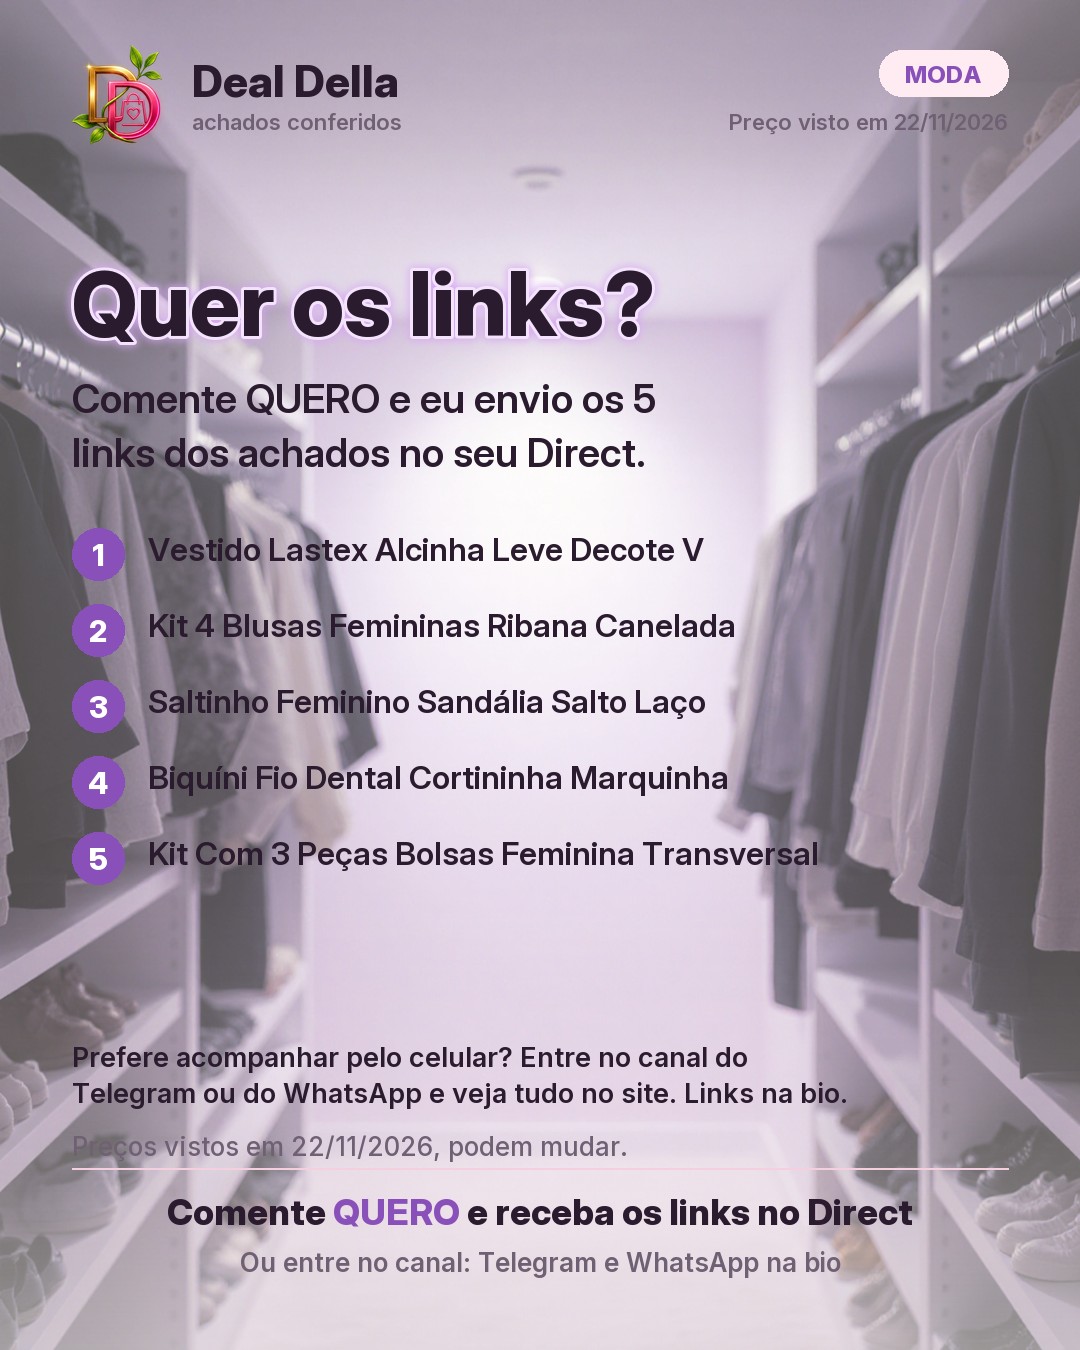 Deal Della
achados conferidos
MODA
Preço visto em 22/11/2026
Quer os links?
Comente QUERO e eu envio os 5
links dos achados no seu Direct.
1 Vestido Lastex Alcinha Leve Decote V
2 Kit 4 Blusas Femininas Ribana Canelada
3 Saltinho Feminino Sandália Salto Laço
4 Biquíni Fio Dental Cortininha Marquinha
5 Kit Com 3 Peças Bolsas Feminina Transversal
Prefere acompanhar pelo celular? Entre no canal do
Telegram ou do WhatsApp e veja tudo no site. Links na bio.
Preços vistos em 22/11/2026, podem mudar.
Comente QUERO e receba os links no Direct
Ou entre no canal: Telegram e WhatsApp na bio